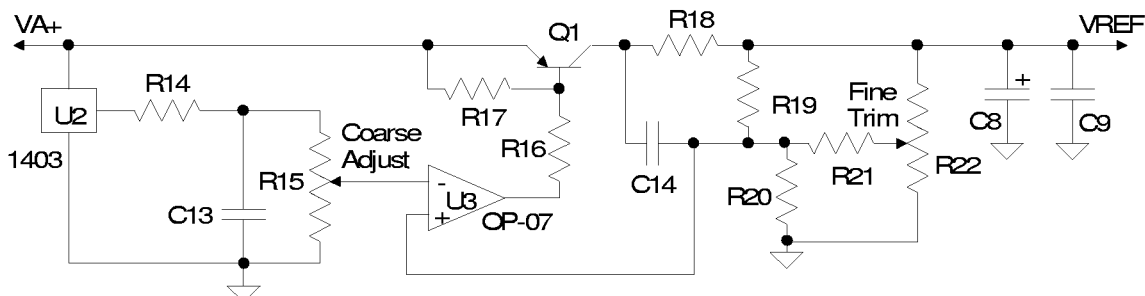 VA+
Q1
R18
VREF
U2
R14
R17
R19
Fine
Trim
+
C8
C9
1403
Coarse
Adjust
R16
R15
C14
R21
R22
C13
-
U3
+
OP-07
R20